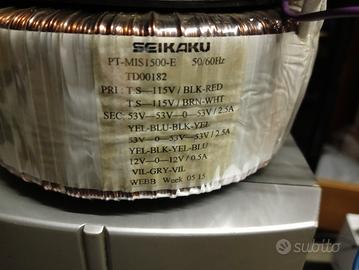 SEIKAKU
PT-MIS1500-E 50/60Hz
TD00182
PRI: T S—115V / BLK-RED
T S—115V / BRN-WHT
SEC: 53V—53V—0—53V / 2.5A
YEL-BLU-BLK-YEL
53V—0—53V—53V / 2.5A
YEL-BLK-YEL-BLU
12V—0—12V / 0.5A
VIL-GRY-VIL
WEBB Week 05 15
subito